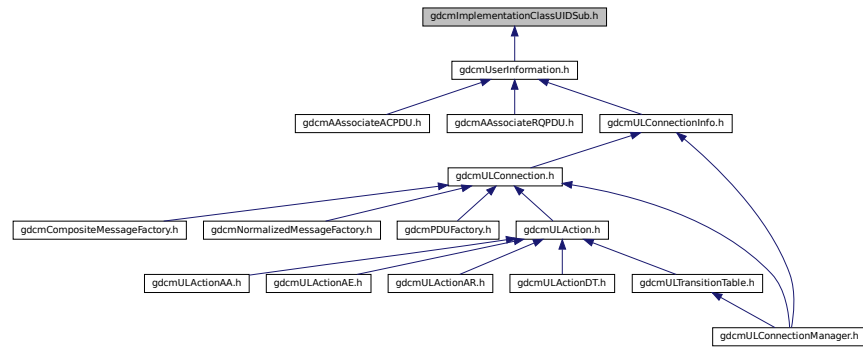 gdcmImplementationClassUIDSub.h
gdcmUserInformation.h
gdcmAAssociateACPDU.h
gdcmAAssociateRQPDU.h
gdcmULConnectionInfo.h
gdcmULConnection.h
gdcmCompositeMessageFactory.h
gdcmNormalizedMessageFactory.h
gdcmPDUFactory.h
gdcmULAction.h
gdcmULActionAA.h
gdcmULActionAE.h
gdcmULActionAR.h
gdcmULActionDT.h
gdcmULTransitionTable.h
gdcmULConnectionManager.h